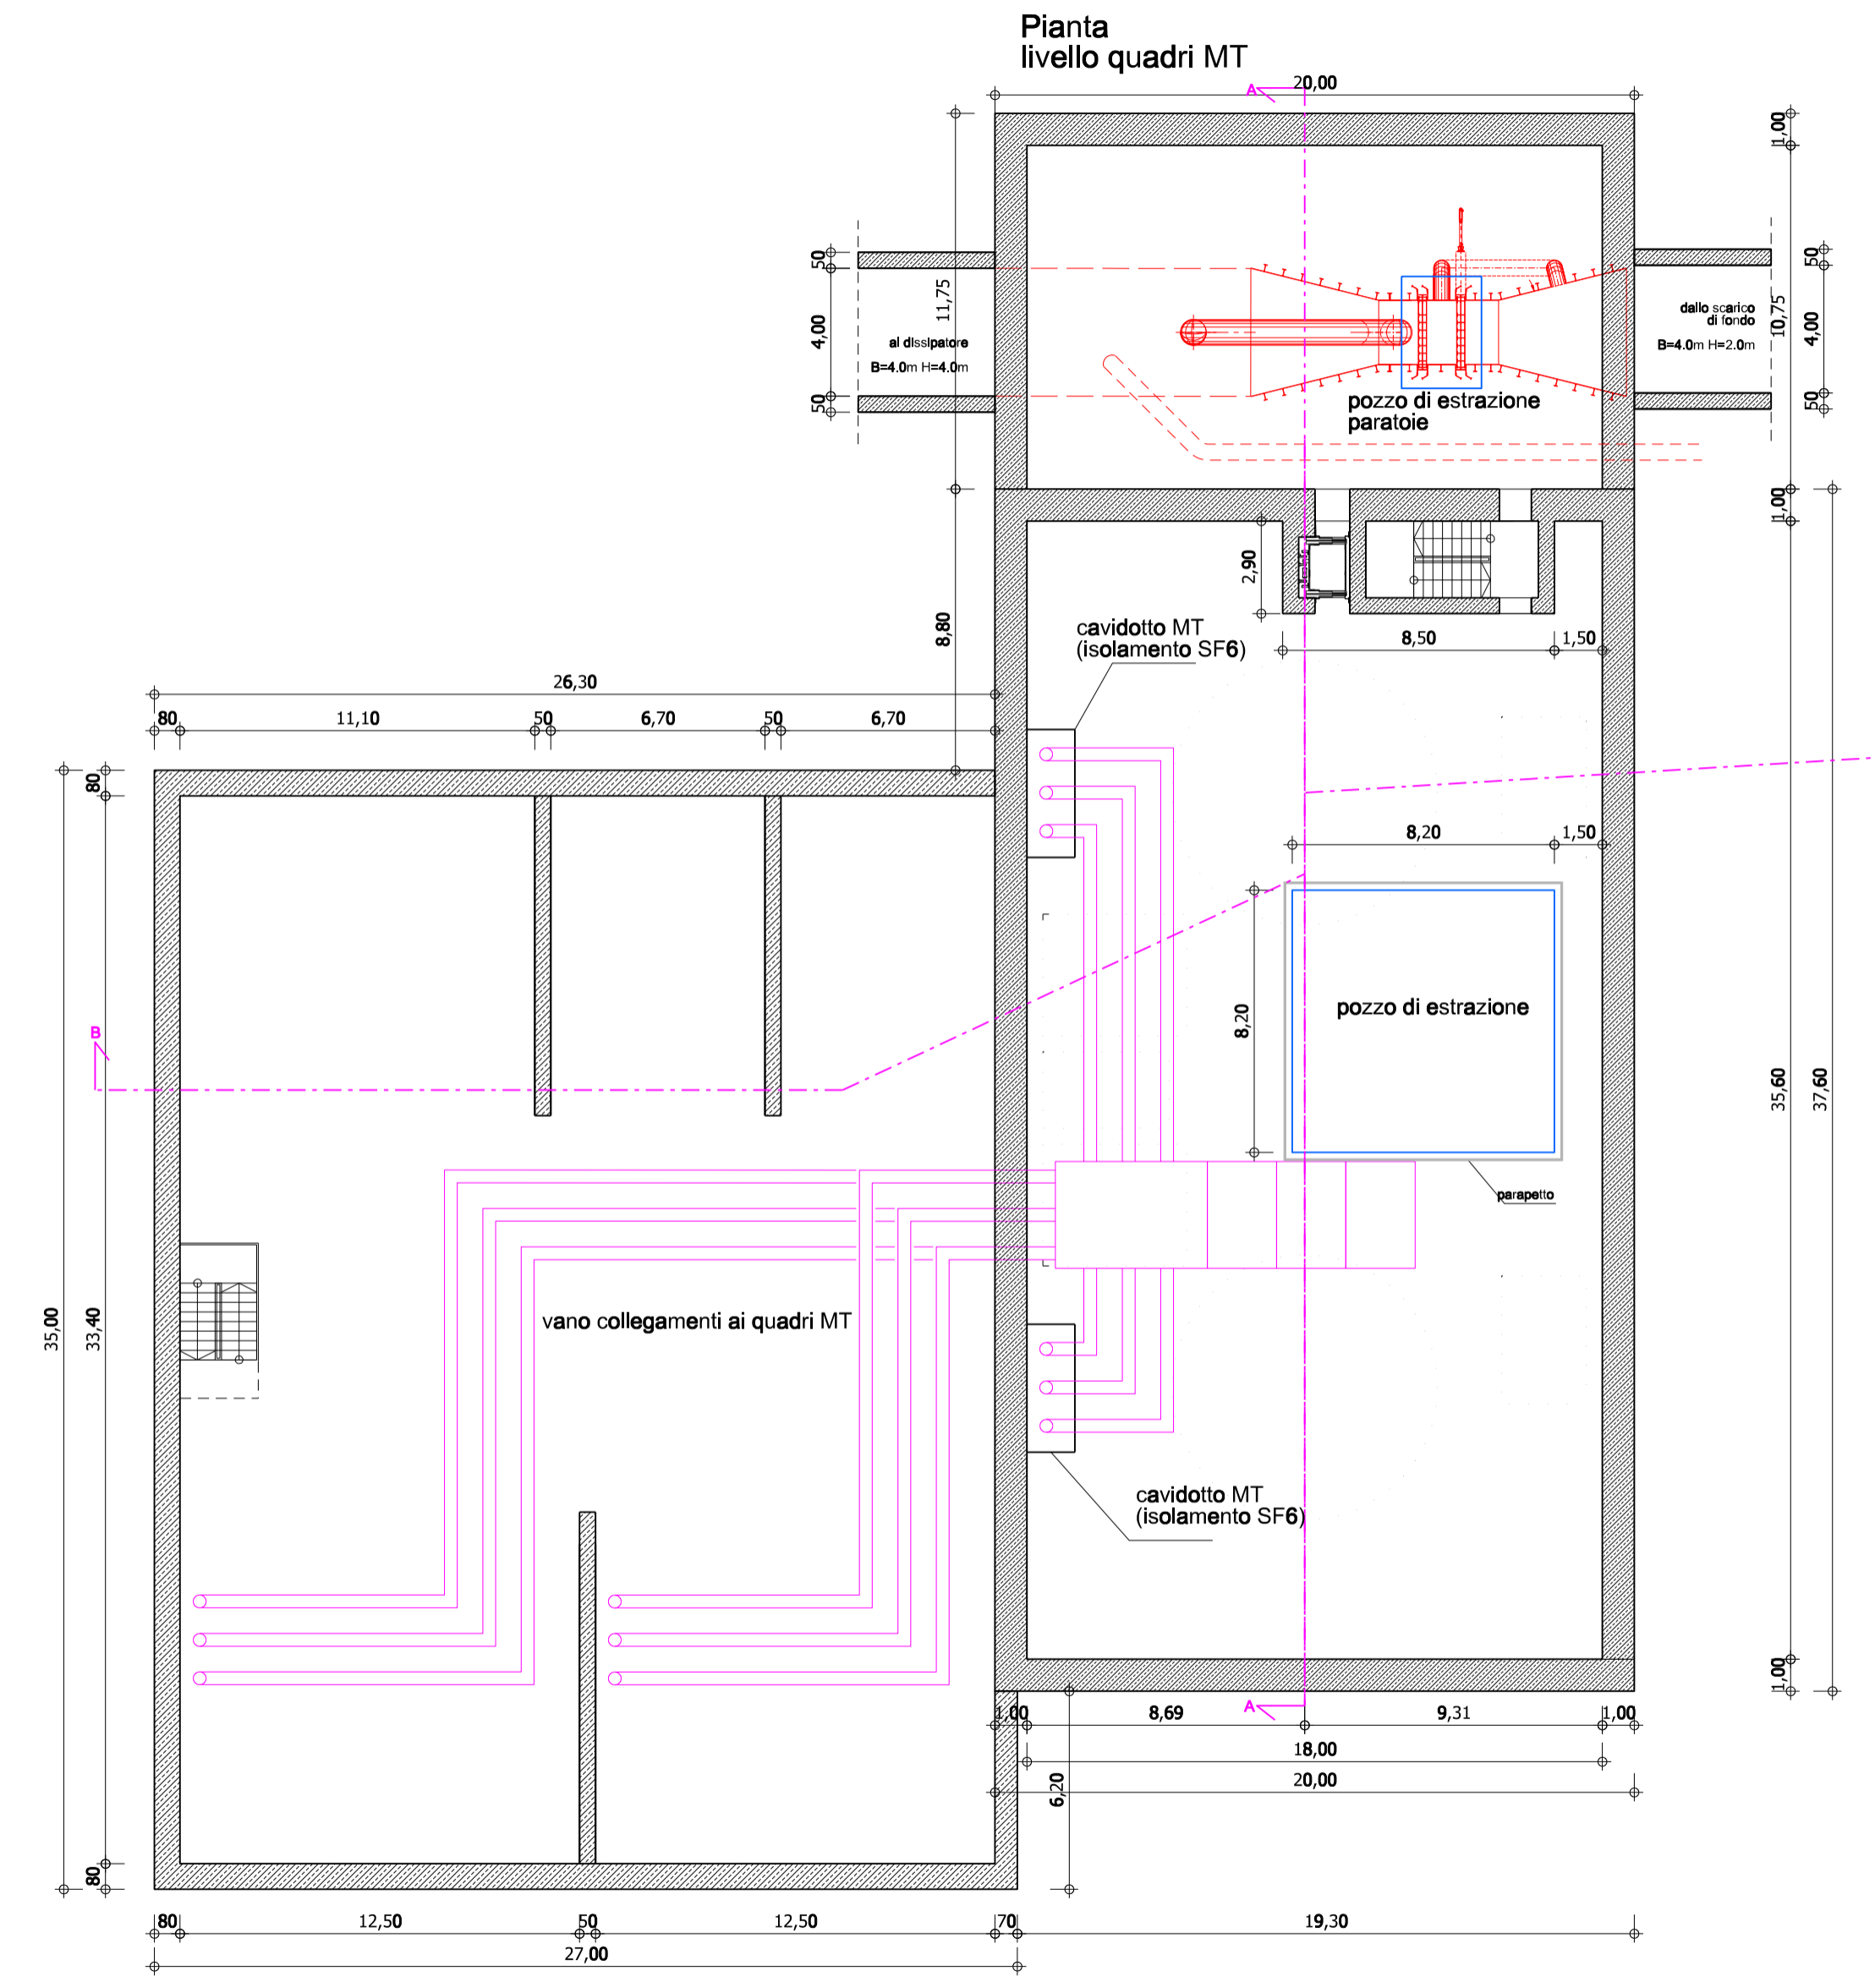 Pianta
livello quadri MT
A
20,00
1,00
50
11,75
4,00
al dissipatore
B=4.0m H=4.0m
50
dallo scarico
di fondo
B=4.0m H=2.0m
10,75
50
4,00
50
pozzo di estrazione
paratoie
1,00
2,90
8,80
cavidotto MT
(isolamento SF6)
8,50
1,50
26,30
80
11,10
50
6,70
50
6,70
80
8,20
1,50
8,20
pozzo di estrazione
B
35,60
37,60
parapetto
35,00
33,40
vano collegamenti ai quadri MT
cavidotto MT
(isolamento SF6)
1,00
A
1,00
8,69
9,31
1,00
18,00
20,00
6,20
80
80
12,50
50
12,50
70
19,30
27,00